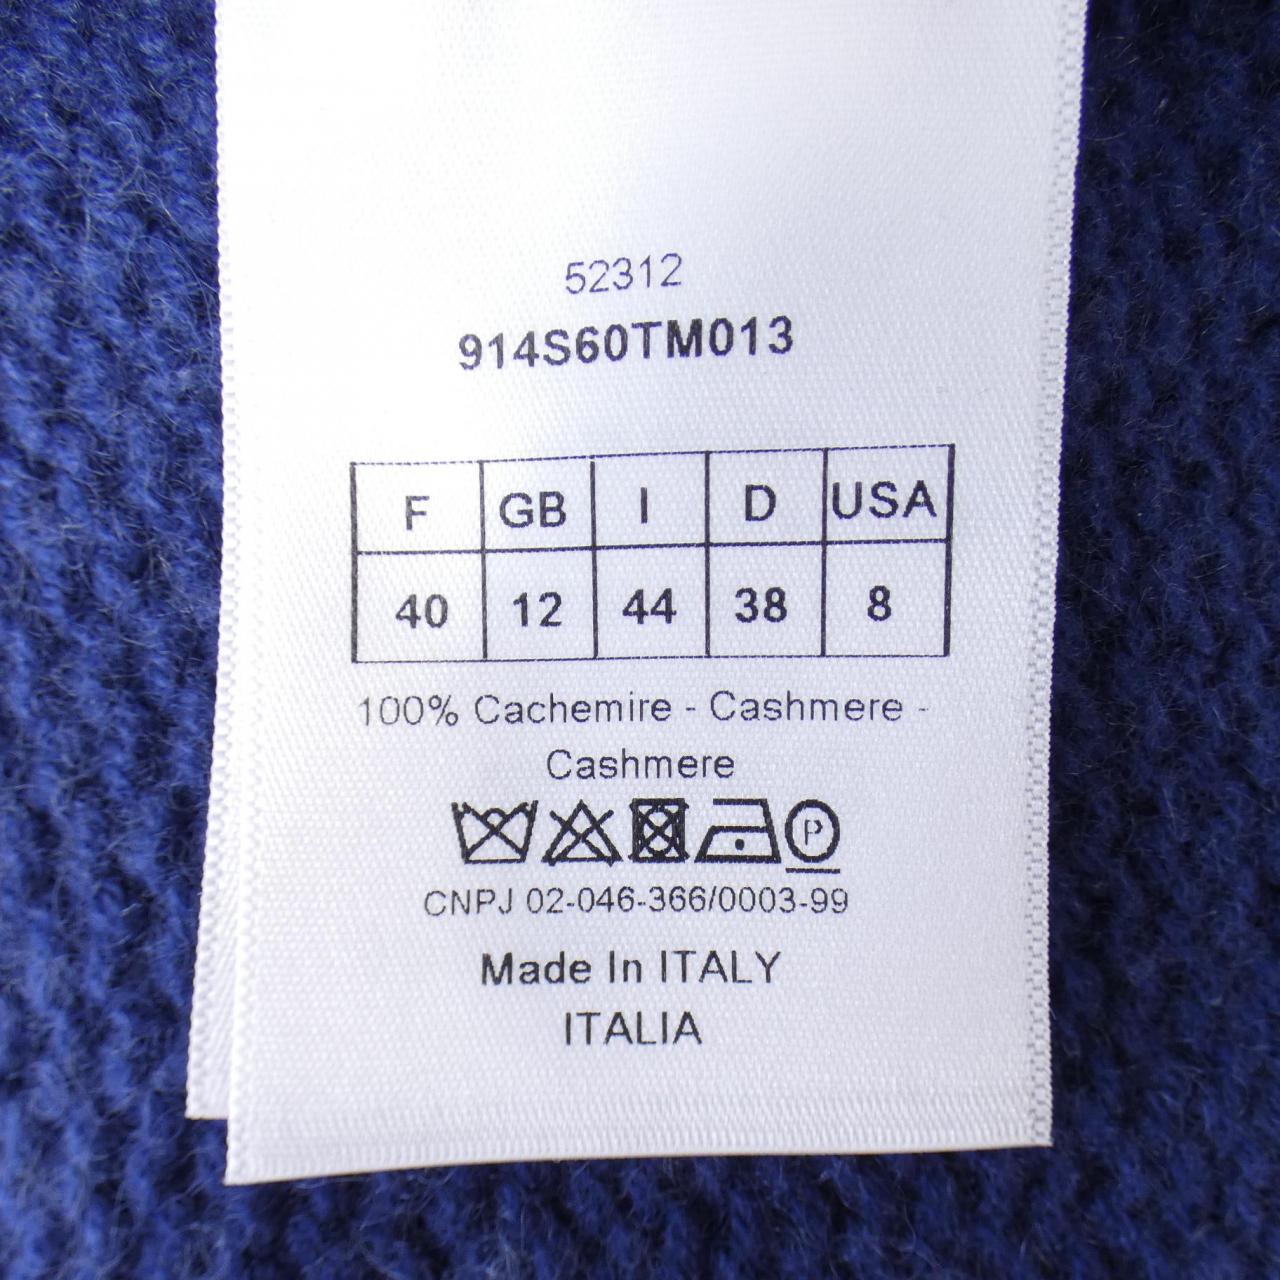 52312
914S60TM013
F GB I D USA
40 12 44 38 8
100% Cachemire - Cashmere -
Cashmere
P
CNPJ 02-046-366/0003-99
Made In ITALY
ITALIA